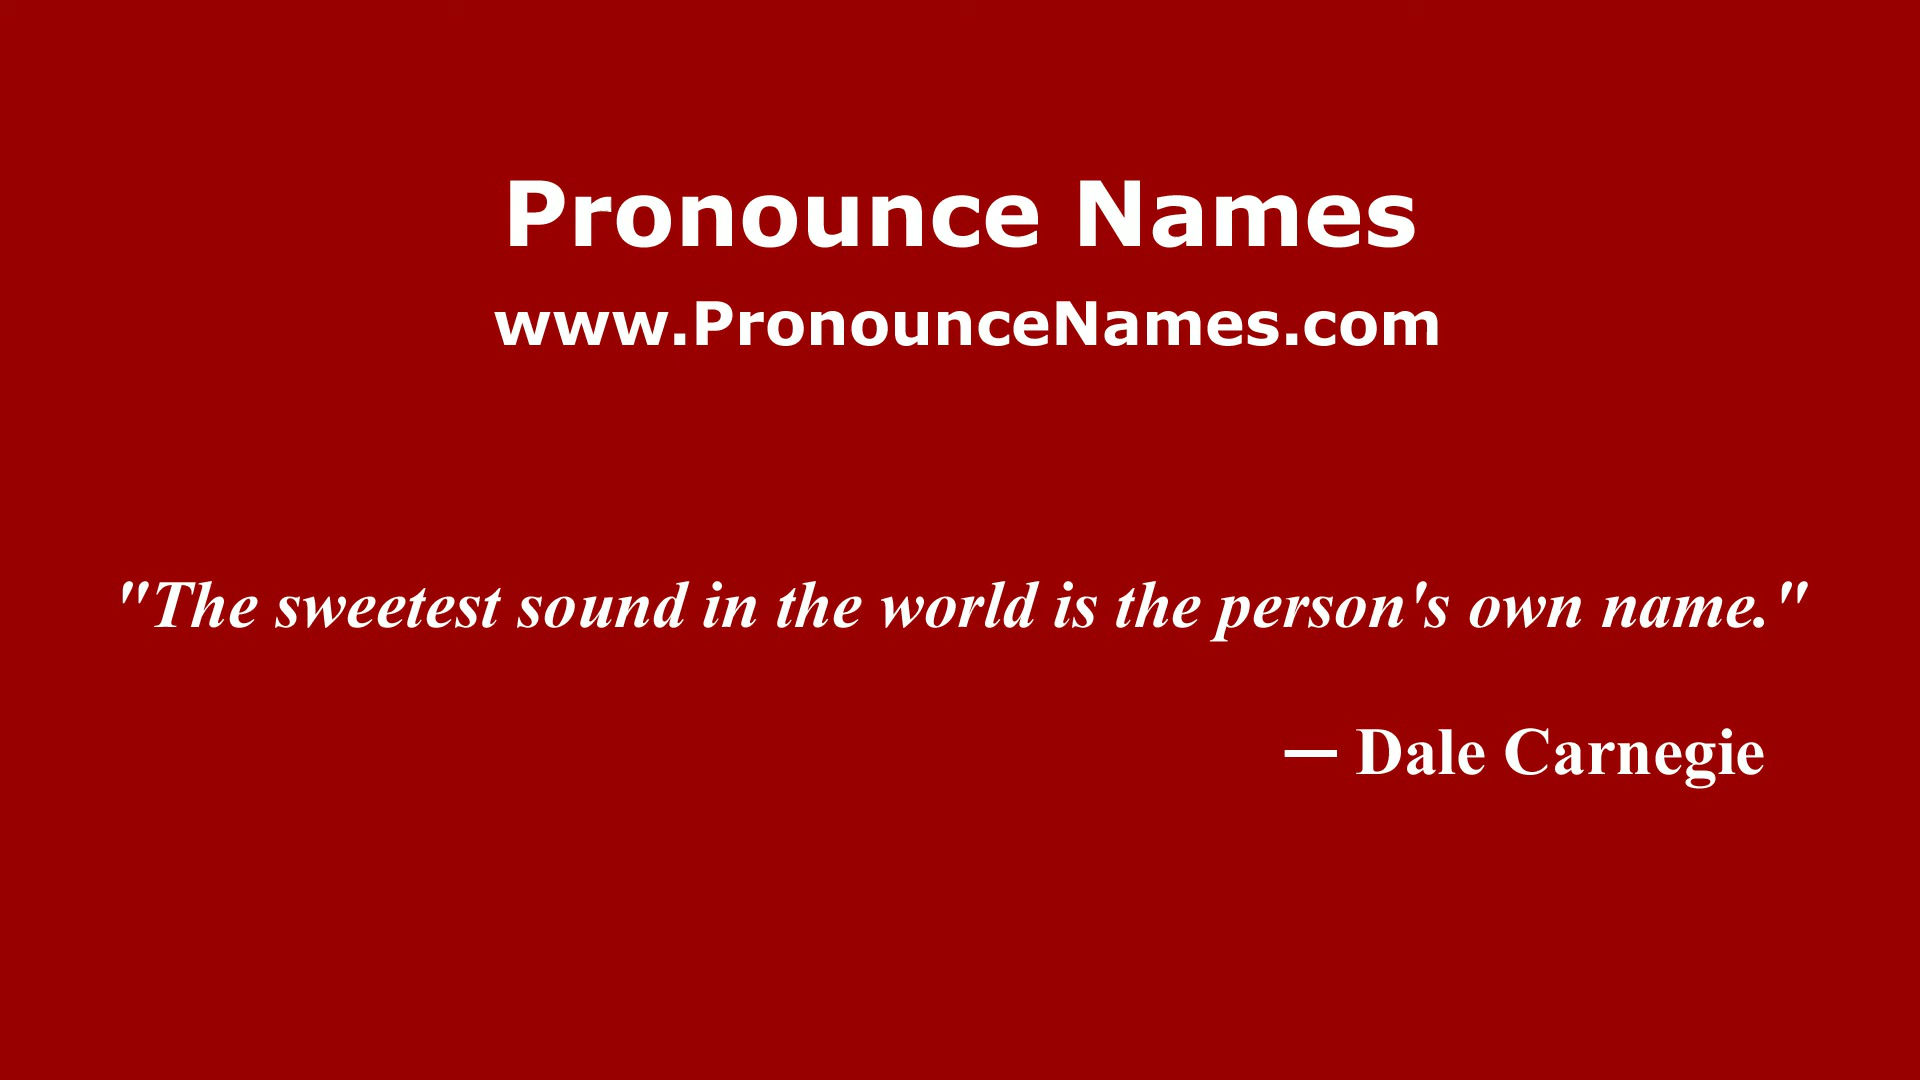 Pronounce Names
www.PronounceNames.com
"The sweetest sound in the world is the person's own name."
— Dale Carnegie